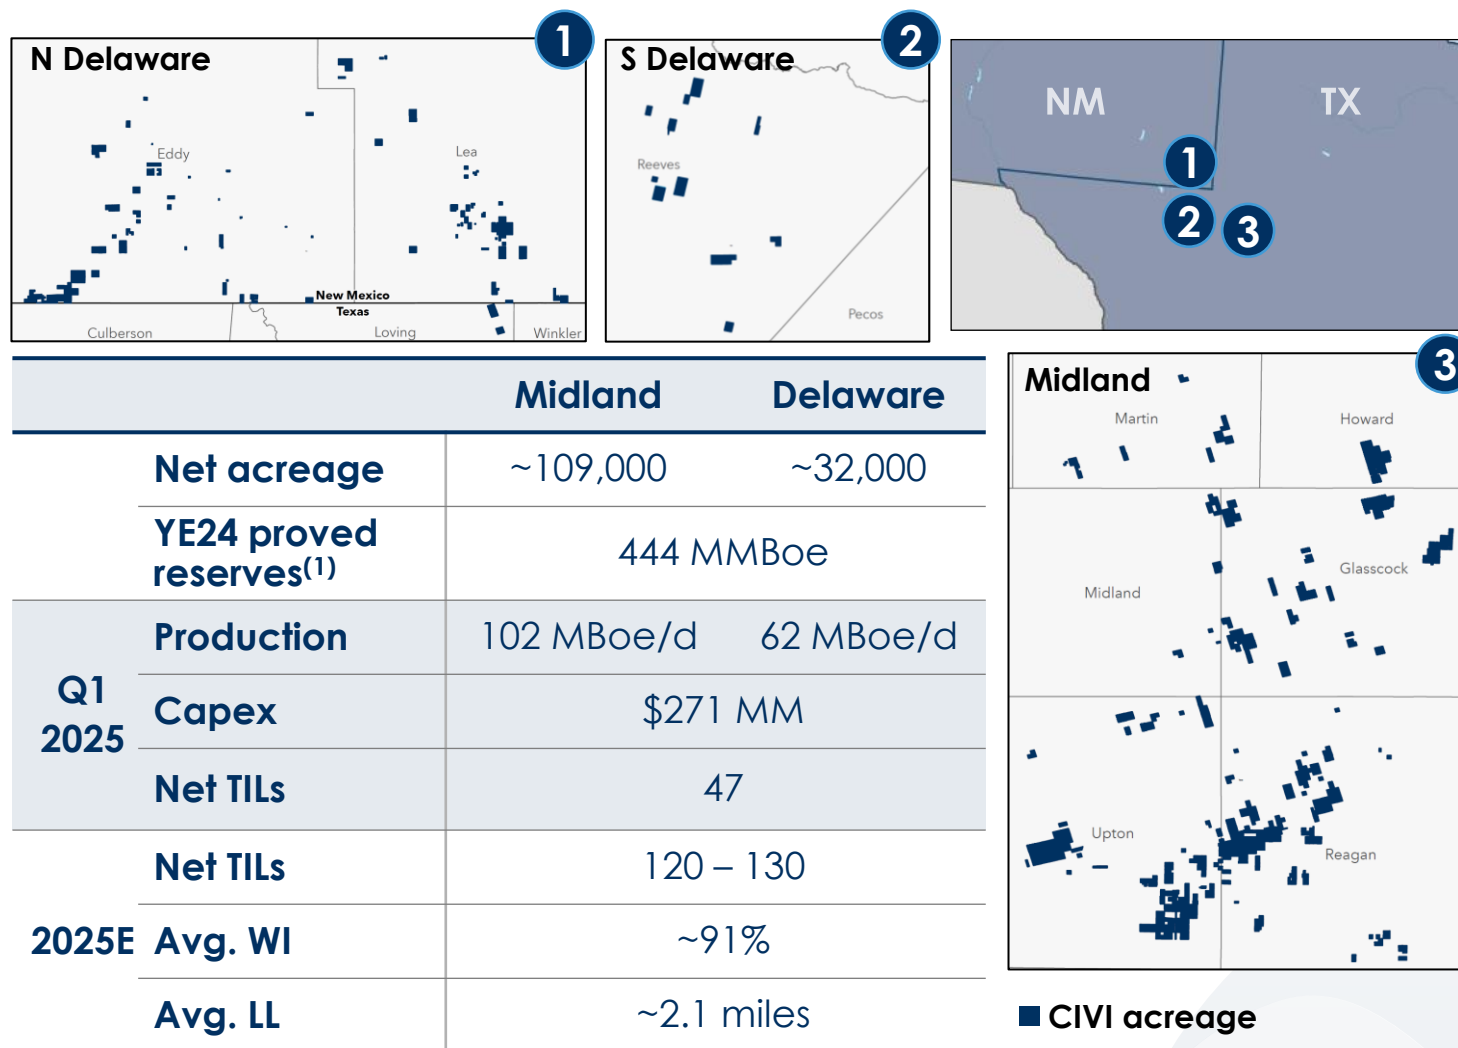 N Delaware
1
Eddy
Lea
New Mexico
Texas
Culberson
Loving
Winkler
S Delaware
2
Reeves
Pecos
NM
TX
1
2
3
Midland Delaware
Net acreage ~109,000 ~32,000
YE24 proved
reserves(1) 444 MMBoe
Q1
2025
Production 102 MBoe/d 62 MBoe/d
Capex $271 MM
Net TILs 47
2025E
Net TILs 120 – 130
Avg. WI ~91%
Avg. LL ~2.1 miles
Midland
3
Martin
Howard
Midland
Glasscock
Upton
Reagan
CIVI acreage